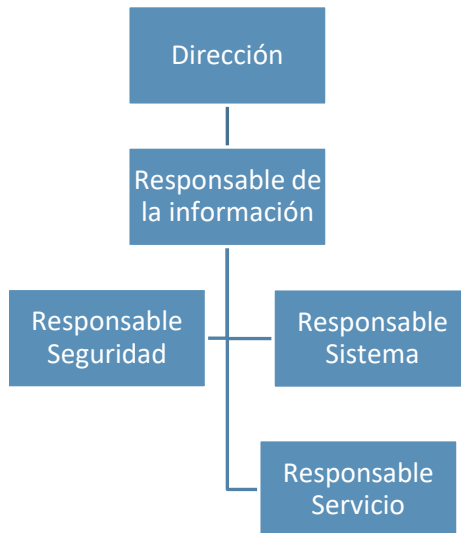 Dirección
Responsable de
la información
Responsable
Seguridad
Responsable
Sistema
Responsable
Servicio